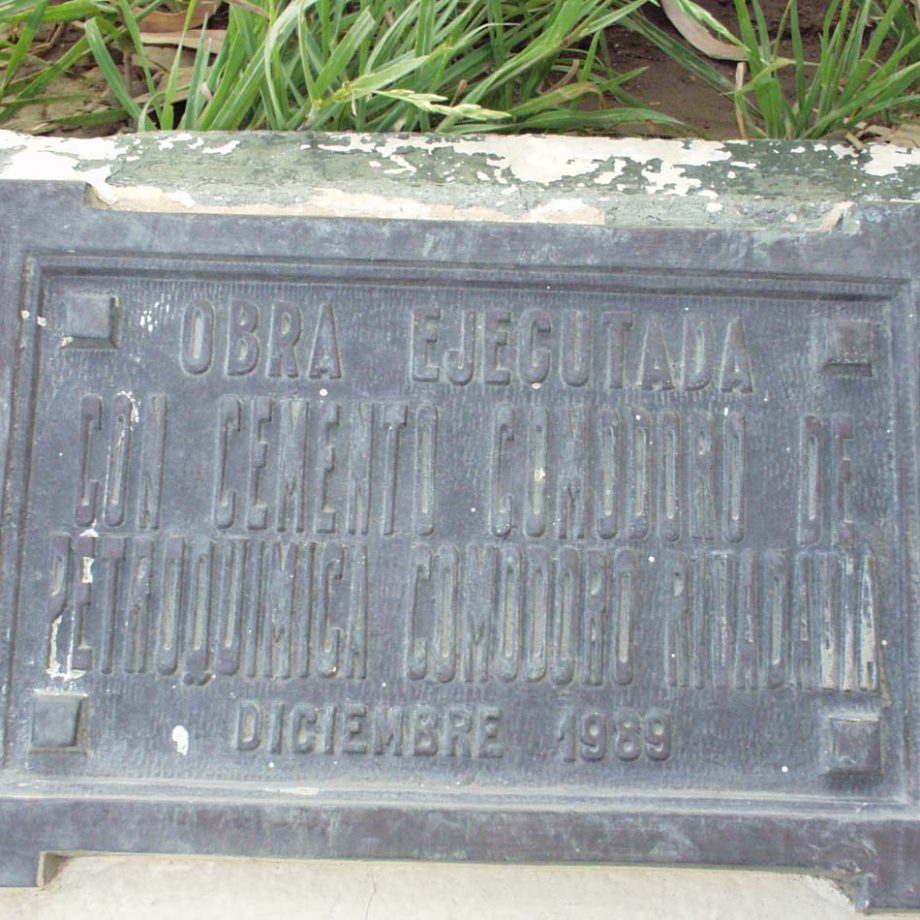 OBRA EJECUTADA
CON CEMENTO COMODORO DE
PETROQUIMICA COMODORO RIVADAVIA
DICIEMBRE 1989